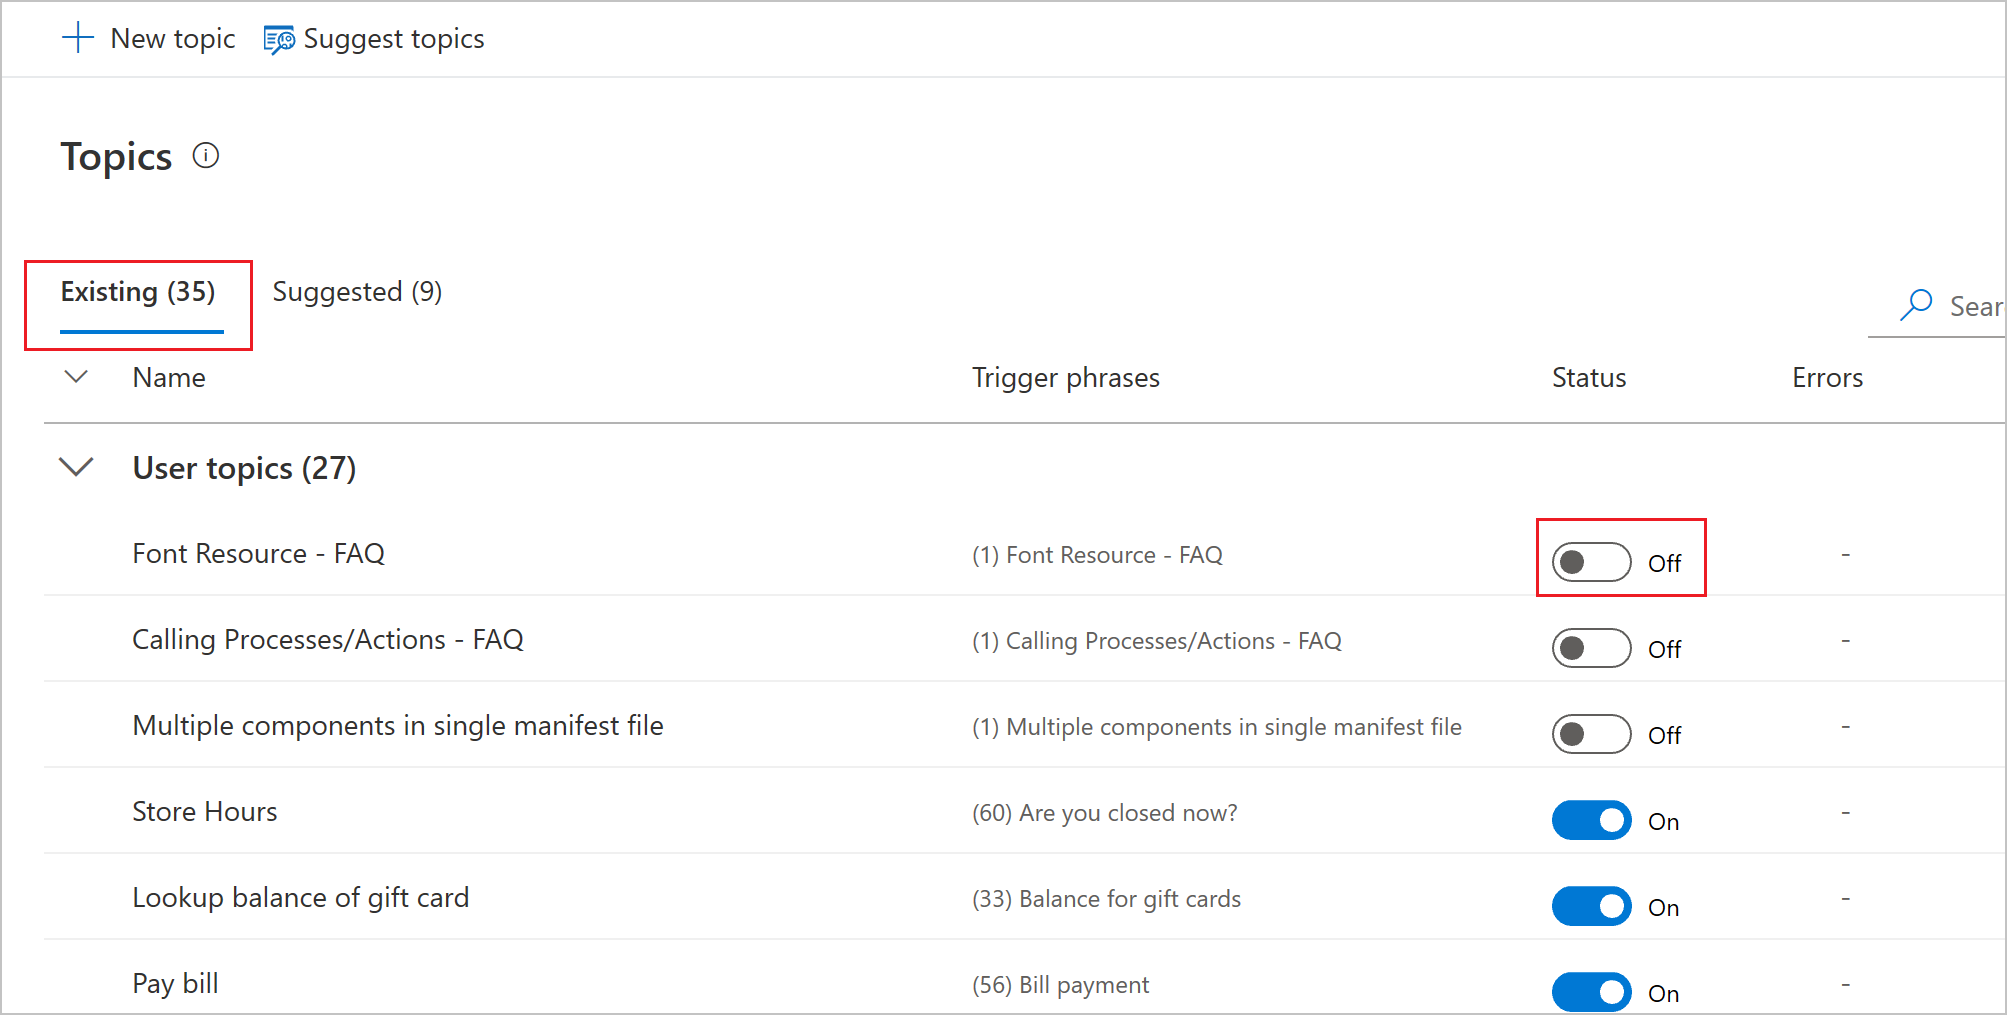 New topic Suggest topics
Topics
Existing (35) Suggested (9)
Sear
Name Trigger phrases Status Errors
User topics (27)
Font Resource - FAQ (1) Font Resource - FAQ Off -
Calling Processes/Actions - FAQ (1) Calling Processes/Actions - FAQ Off -
Multiple components in single manifest file (1) Multiple components in single manifest file Off -
Store Hours (60) Are you closed now? On -
Lookup balance of gift card (33) Balance for gift cards On -
Pay bill (56) Bill payment On -